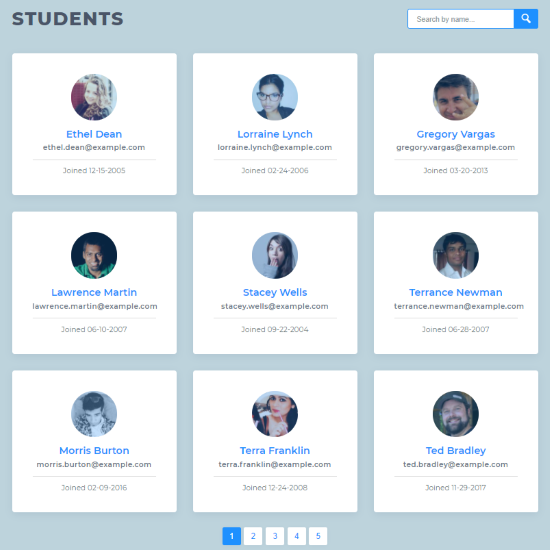 STUDENTS
Search by name...
Ethel Dean
ethel.dean@example.com
Joined 12-15-2005
Lorraine Lynch
lorraine.lynch@example.com
Joined 02-24-2006
Gregory Vargas
gregory.vargas@example.com
Joined 03-20-2013
Lawrence Martin
lawrence.martin@example.com
Joined 06-10-2007
Stacey Wells
stacey.wells@example.com
Joined 09-22-2004
Terrance Newman
terrance.newman@example.com
Joined 06-28-2007
Morris Burton
morris.burton@example.com
Joined 02-09-2016
Terra Franklin
terra.franklin@example.com
Joined 12-24-2008
Ted Bradley
ted.bradley@example.com
Joined 11-29-2017
1 2 3 4 5